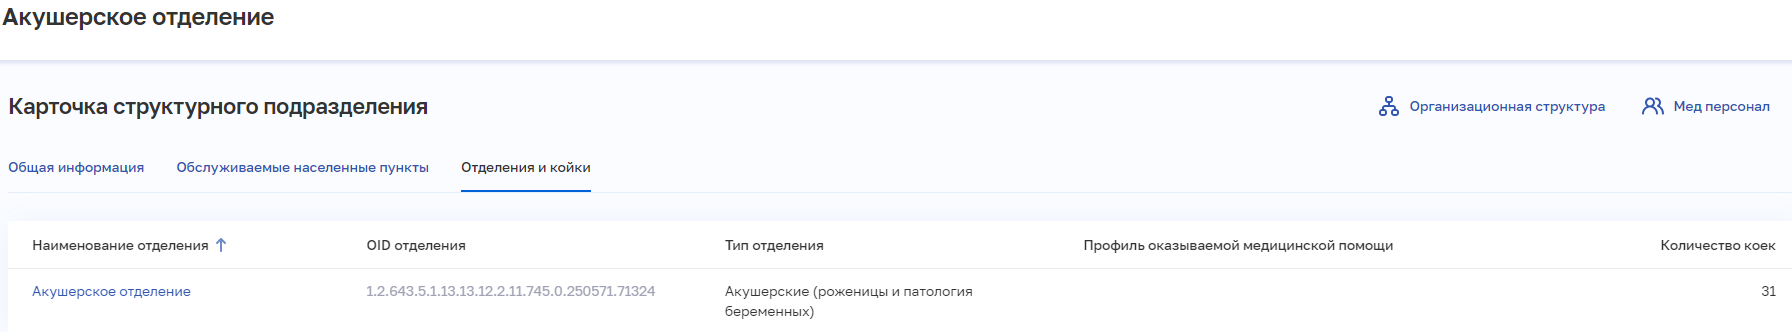 Акушерское отделение
Карточка структурного подразделения
Организационная структура
Мед персонал
Общая информация
Обслуживаемые населенные пункты
Отделения и койки
Наименование отделения
OID отделения
Тип отделения
Профиль оказываемой медицинской помощи
Количество коек
Акушерское отделение
1.2.643.5.1.13.13.12.2.11.745.0.250571.71324
Акушерские (роженицы и патология
беременных)
31